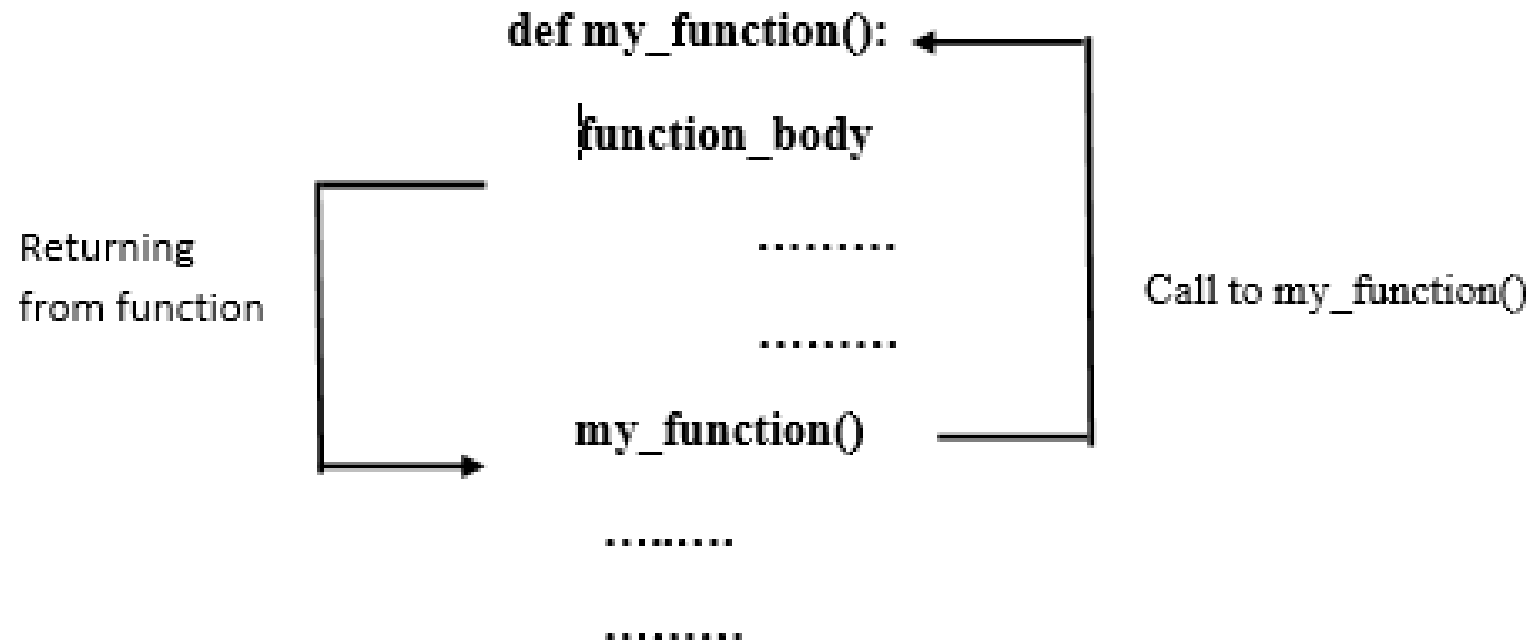 def my_function():
function_body
Returning
from function
.........
Call to my_function()
.........
my_function()
.........
.........